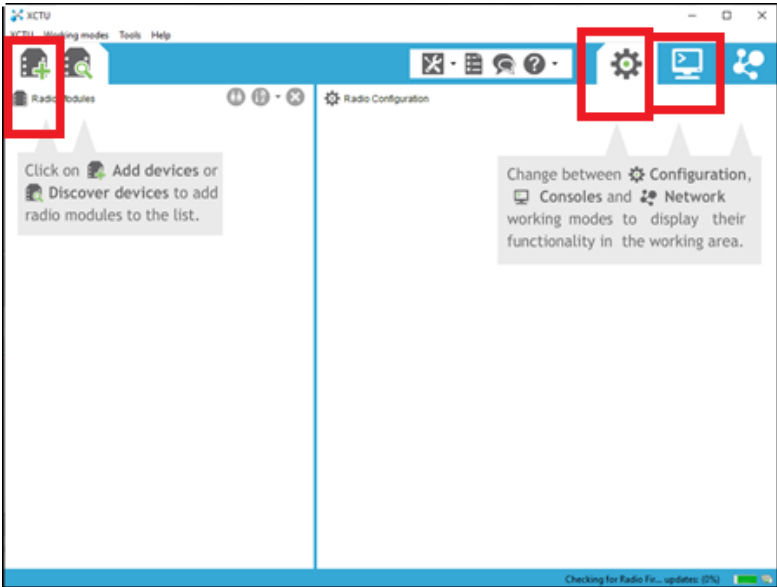 XCTU
XCTU Working modes Tools Help
Radio Modules
Radio Configuration
Click on Add devices or
Discover devices to add
radio modules to the list.
Change between Configuration,
Consoles and Network
working modes to display their
functionality in the working area.
Checking for Radio Fir... updates: (0%)